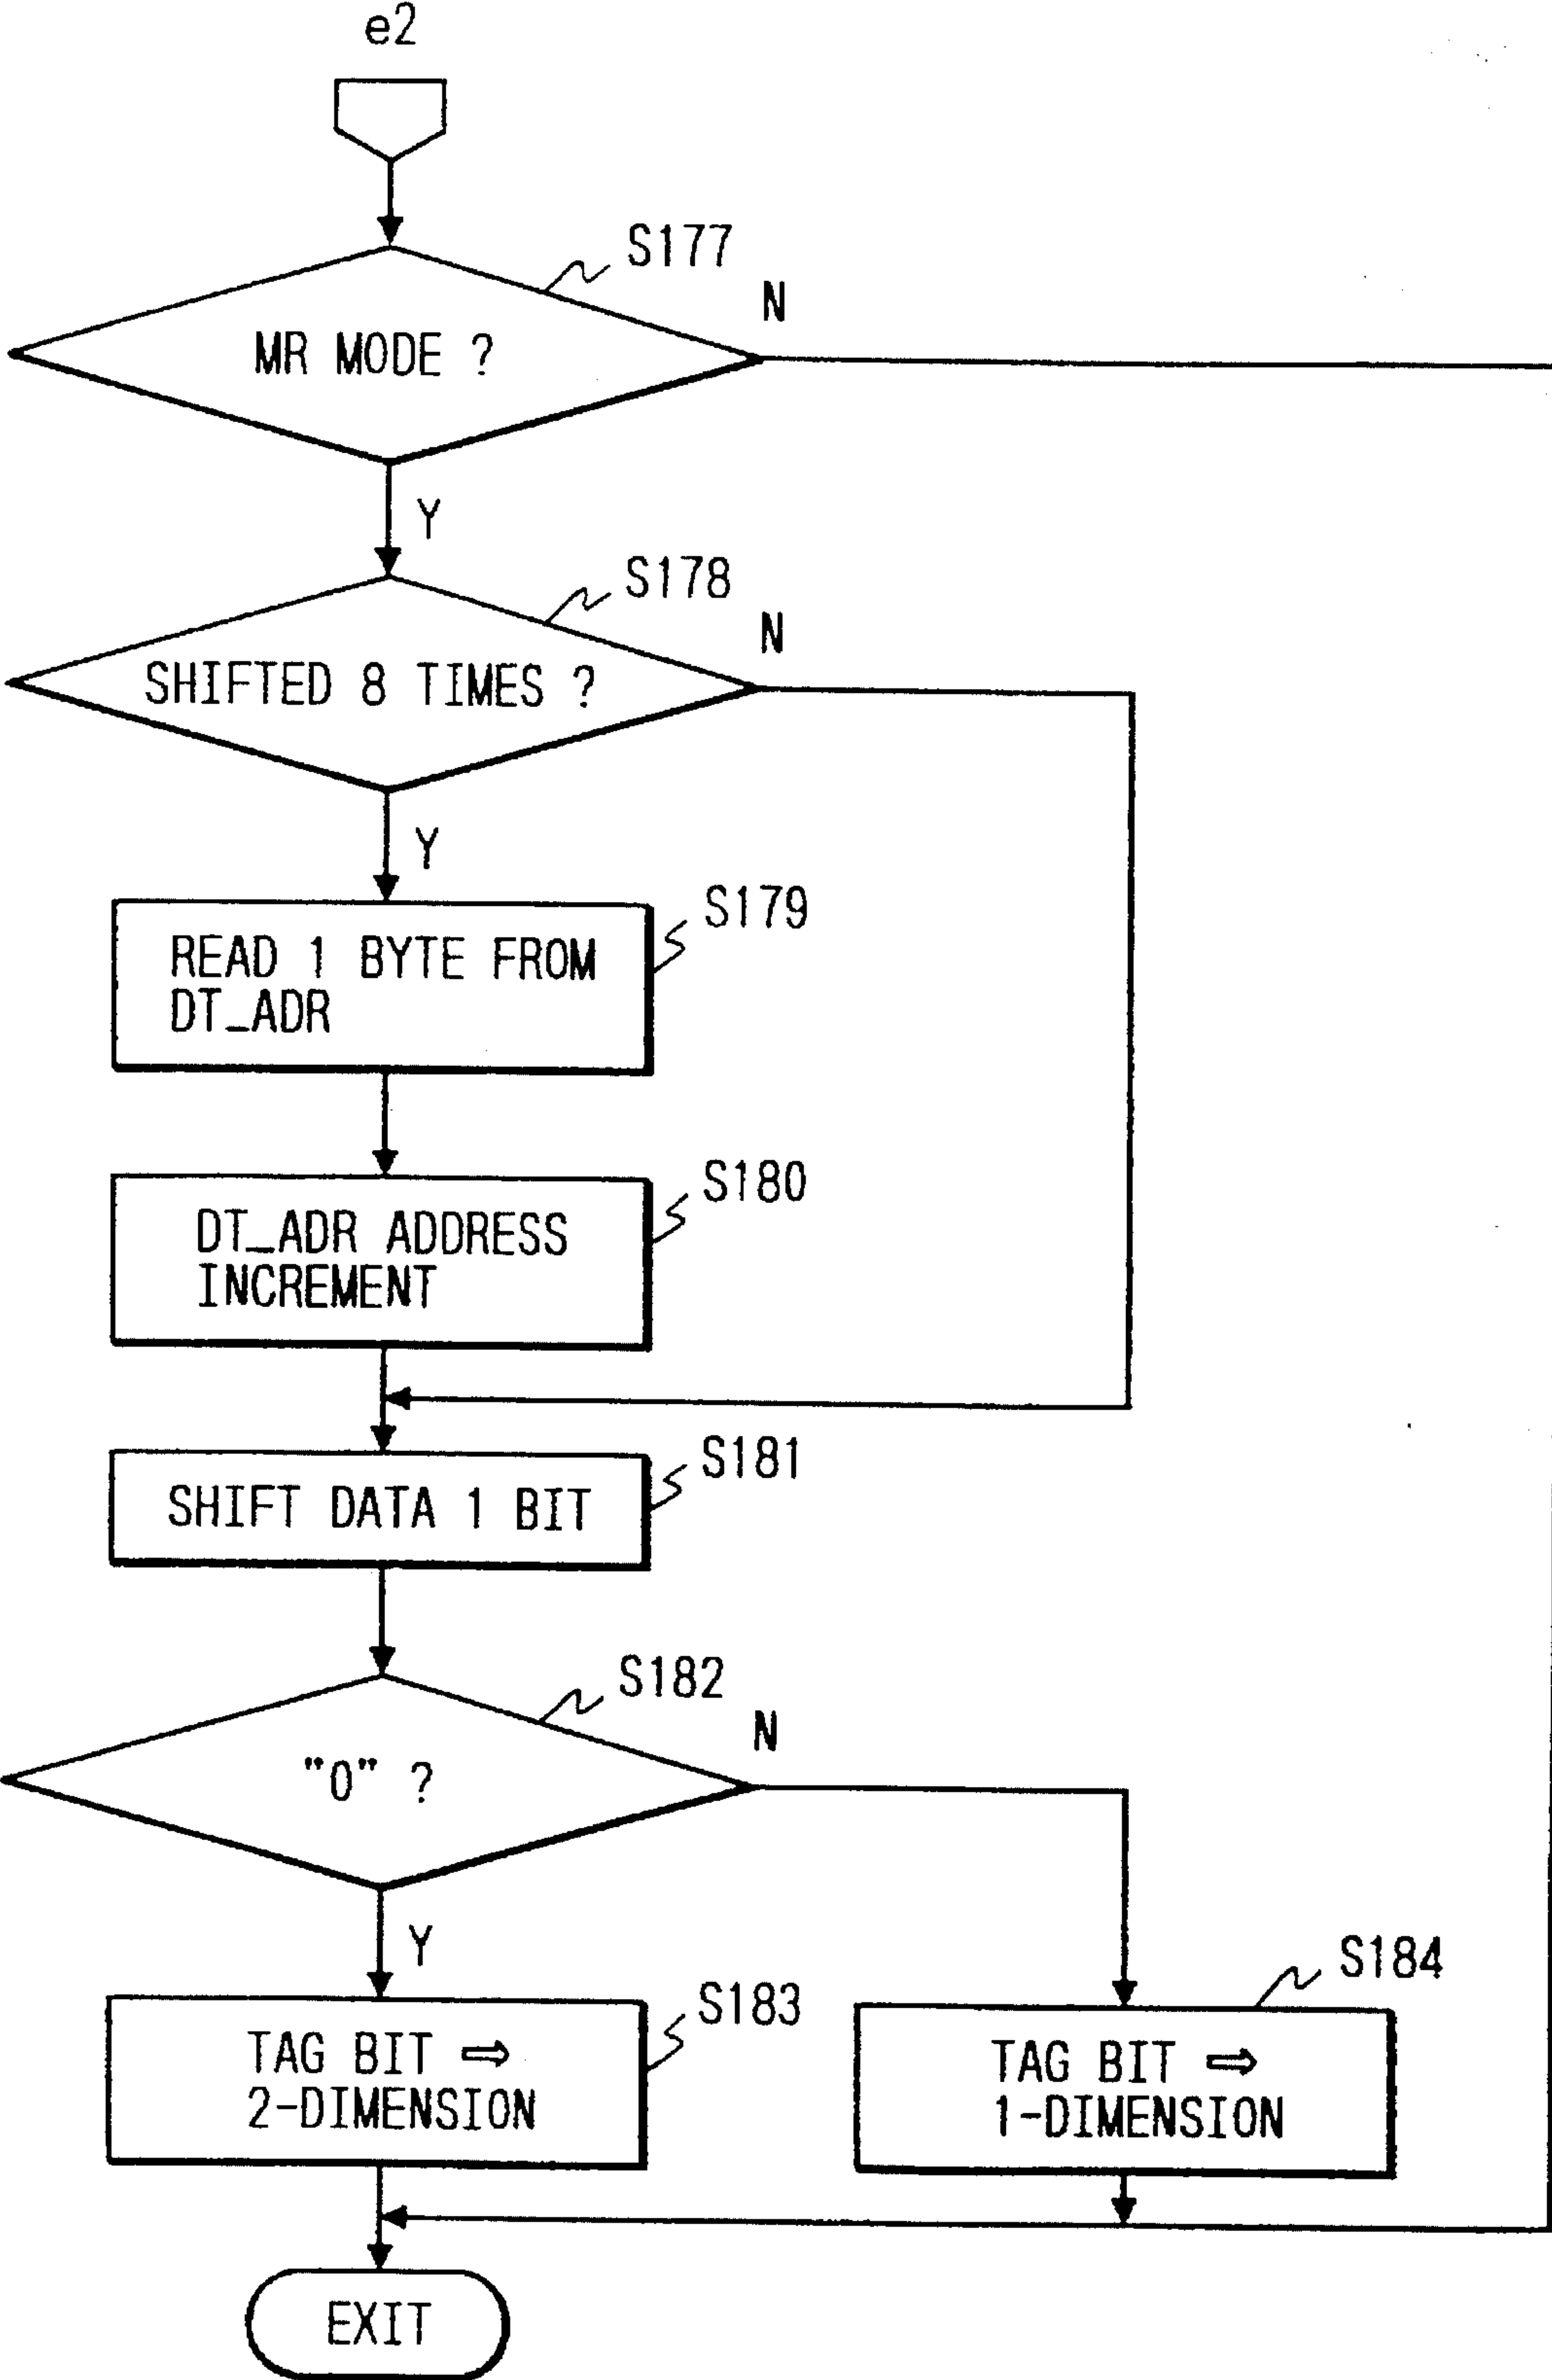 e2
S177
MR MODE ?
N
Y
S178
SHIFTED 8 TIMES ?
N
Y
S179
READ 1 BYTE FROM
DT_ADR
S180
DT_ADR ADDRESS
INCREMENT
S181
SHIFT DATA 1 BIT
S182
"0" ?
N
Y
S183
TAG BIT ⇒
2-DIMENSION
S184
TAG BIT ⇒
1-DIMENSION
EXIT